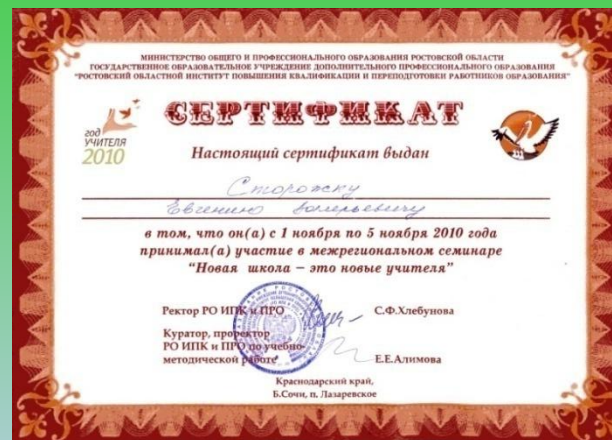 МИНИСТЕРСТВО ОБЩЕГО И ПРОФЕССИОНАЛЬНОГО ОБРАЗОВАНИЯ РОСТОВСКОЙ ОБЛАСТИ
ГОСУДАРСТВЕННОЕ ОБРАЗОВАТЕЛЬНОЕ УЧРЕЖДЕНИЕ ДОПОЛНИТЕЛЬНОГО ПРОФЕССИОНАЛЬНОГО ОБРАЗОВАНИЯ
"РОСТОВСКИЙ ОБЛАСТНОЙ ИНСТИТУТ ПОВЫШЕНИЯ КВАЛИФИКАЦИИ И ПЕРЕПОДГОТОВКИ РАБОТНИКОВ ОБРАЗОВАНИЯ"
СЕРТИФИКАТ
год
УЧИТЕЛЯ
2010
Настоящий сертификат выдан
Сторожку
Евгению Валерьевичу
в том, что он(а) с 1 ноября по 5 ноября 2010 года
принимал(а) участие в межрегиональном семинаре
"Новая школа – это новые учителя"
Ректор РО ИПК и ПРО С.Ф.Хлебунова
Куратор, проректор
РО ИПК и ПРО по учебно-
методической работе Е.Е.Алимова
Краснодарский край,
Б.Сочи, п. Лазаревское